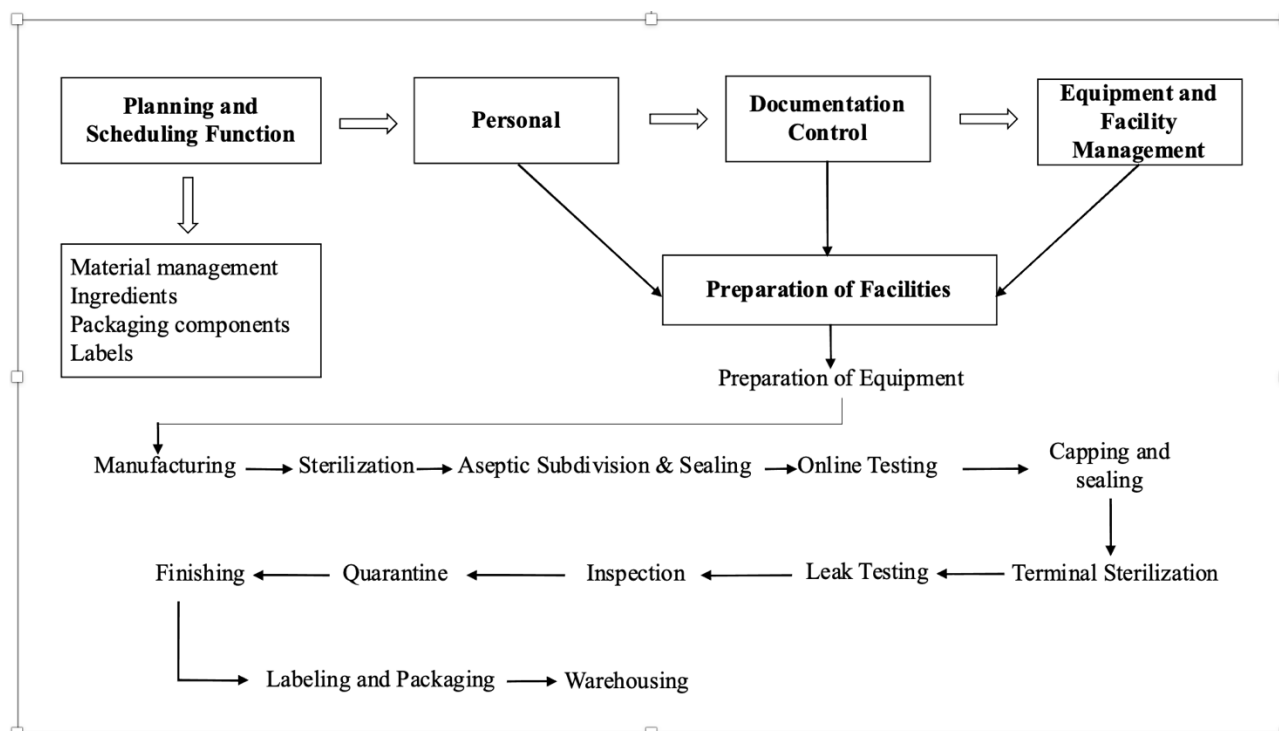 Planning and
Scheduling Function
Personal
Documentation
Control
Equipment and
Facility
Management
Material management
Ingredients
Packaging components
Labels
Preparation of Facilities
Preparation of Equipment
Manufacturing
Sterilization
Aseptic Subdivision & Sealing
Online Testing
Capping and
sealing
Terminal Sterilization
Leak Testing
Inspection
Quarantine
Finishing
Labeling and Packaging
Warehousing